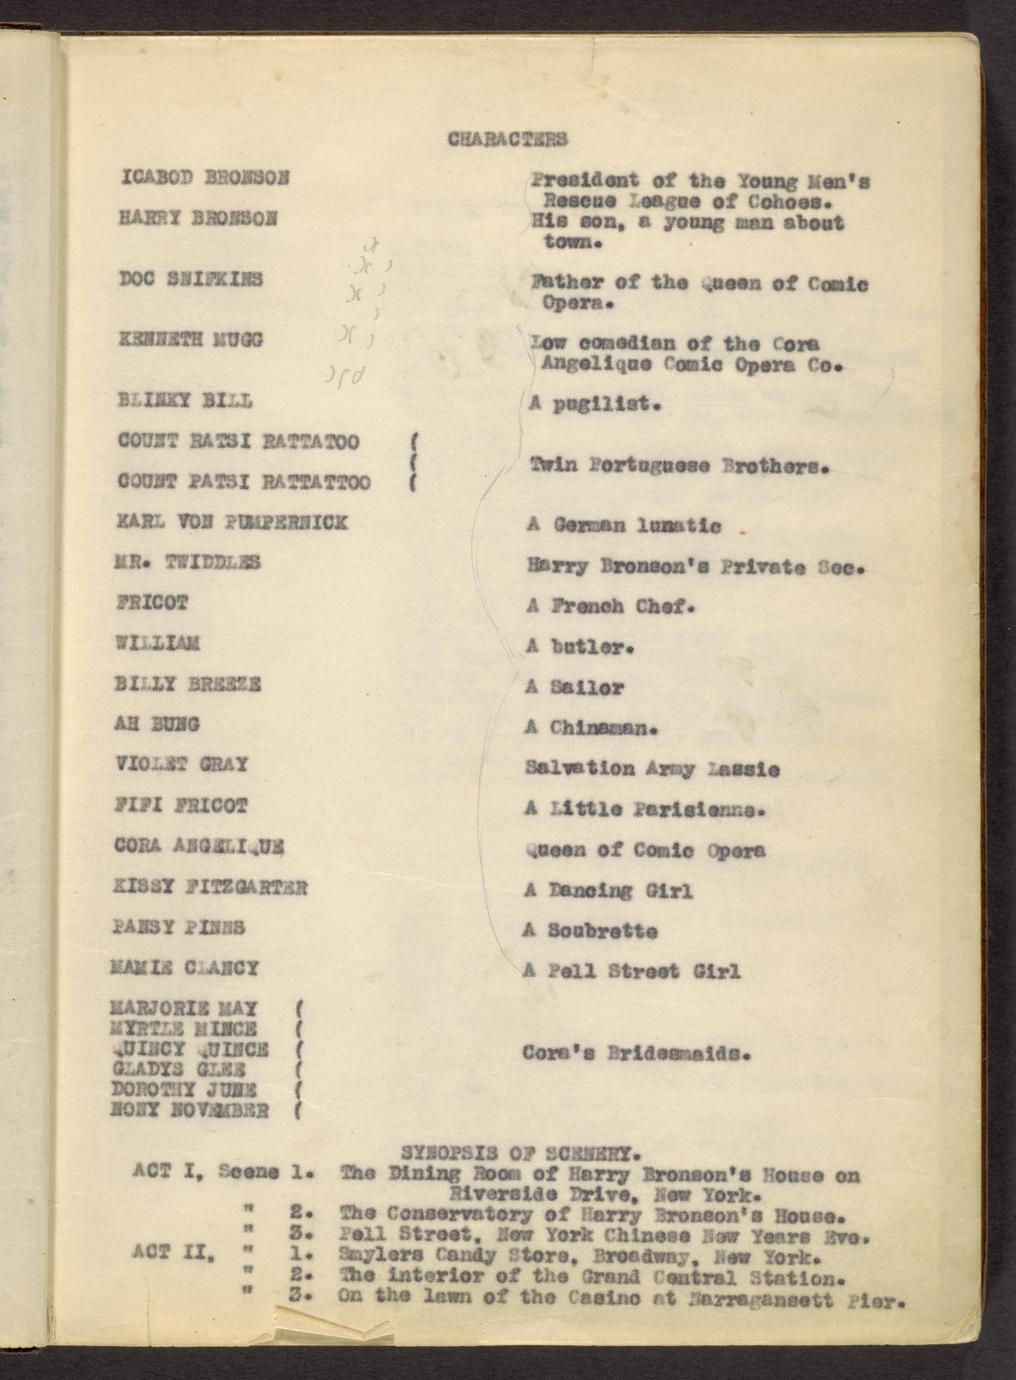 CHARACTERS
ICABOD BRONSON President of the Young Men's
Rescue League of Cohoes.
HARRY BRONSON His son, a young man about
town.
DOC SNIFKINS Father of the Queen of Comic
Opera.
KENNETH MUGG Low comedian of the Cora
Angelique Comic Opera Co.
BLINKY BILL A pugilist.
COUNT RATSI RATTATOO (
( Twin Portuguese Brothers.
COUNT PATSI RATTATTOO (
KARL VON PUMPERNICK A German lunatic
MR. TWIDDLES Harry Bronson's Private Sec.
FRICOT A French Chef.
WILLIAM A butler.
BILLY BREEZE A Sailor
AH BUNG A Chinaman.
VIOLET GRAY Salvation Army Lassie
FIFI FRICOT A Little Parisienne.
CORA ANGELIQUE Queen of Comic Opera
KISSY FITZGARTER A Dancing Girl
PANSY PINNS A Soubrette
MAMIE CLANCY A Pell Street Girl
MARJORIE MAY (
MYRTLE MINCE (
QUINCY QUINCE ( Cora's Bridesmaids.
GLADYS GLEE (
DOROTHY JUNE (
NONY NOVEMBER (
SYNOPSIS OF SCENERY.
ACT I, Scene 1. The Dining Room of Harry Bronson's House on
Riverside Drive, New York.
" 2. The Conservatory of Harry Bronson's House.
" 3. Pell Street, New York Chinese New Years Eve.
ACT II, " 1. Smylers Candy Store, Broadway, New York.
" 2. The interior of the Grand Central Station.
" 3. On the lawn of the Casino at Narragansett Pier.